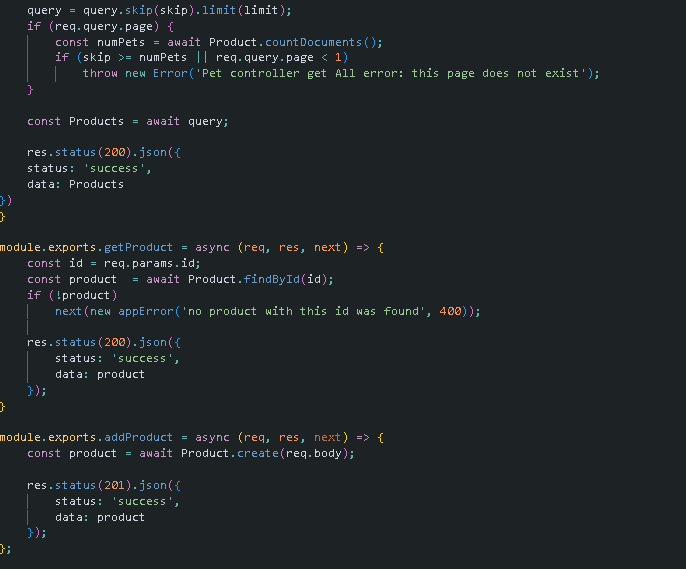 query = query.skip(skip).limit(limit);
    if (req.query.page) {
        const numPets = await Product.countDocuments();
        if (skip >= numPets || req.query.page < 1)
            throw new Error('Pet controller get All error: this page does not exist');
    }

    const Products = await query;

    res.status(200).json({
    status: 'success',
    data: Products
})
}

module.exports.getProduct = async (req, res, next) => {
    const id = req.params.id;
    const product  = await Product.findById(id);
    if (!product)
        next(new appError('no product with this id was found', 400));

    res.status(200).json({
        status: 'success',
        data: product
    });
}

module.exports.addProduct = async (req, res, next) => {
    const product = await Product.create(req.body);

    res.status(201).json({
        status: 'success',
        data: product
    });
};